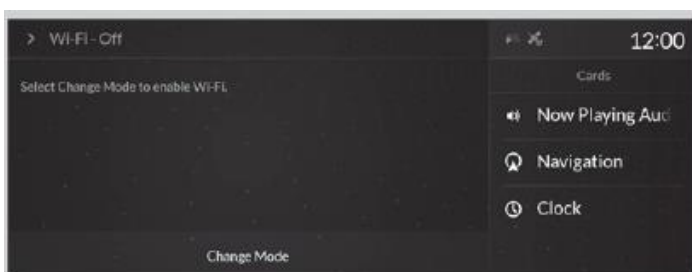 > Wi-Fi - Off
12:00
Select Change Mode to enable Wi-Fi.
Cards
Now Playing Aud
Navigation
Clock
Change Mode